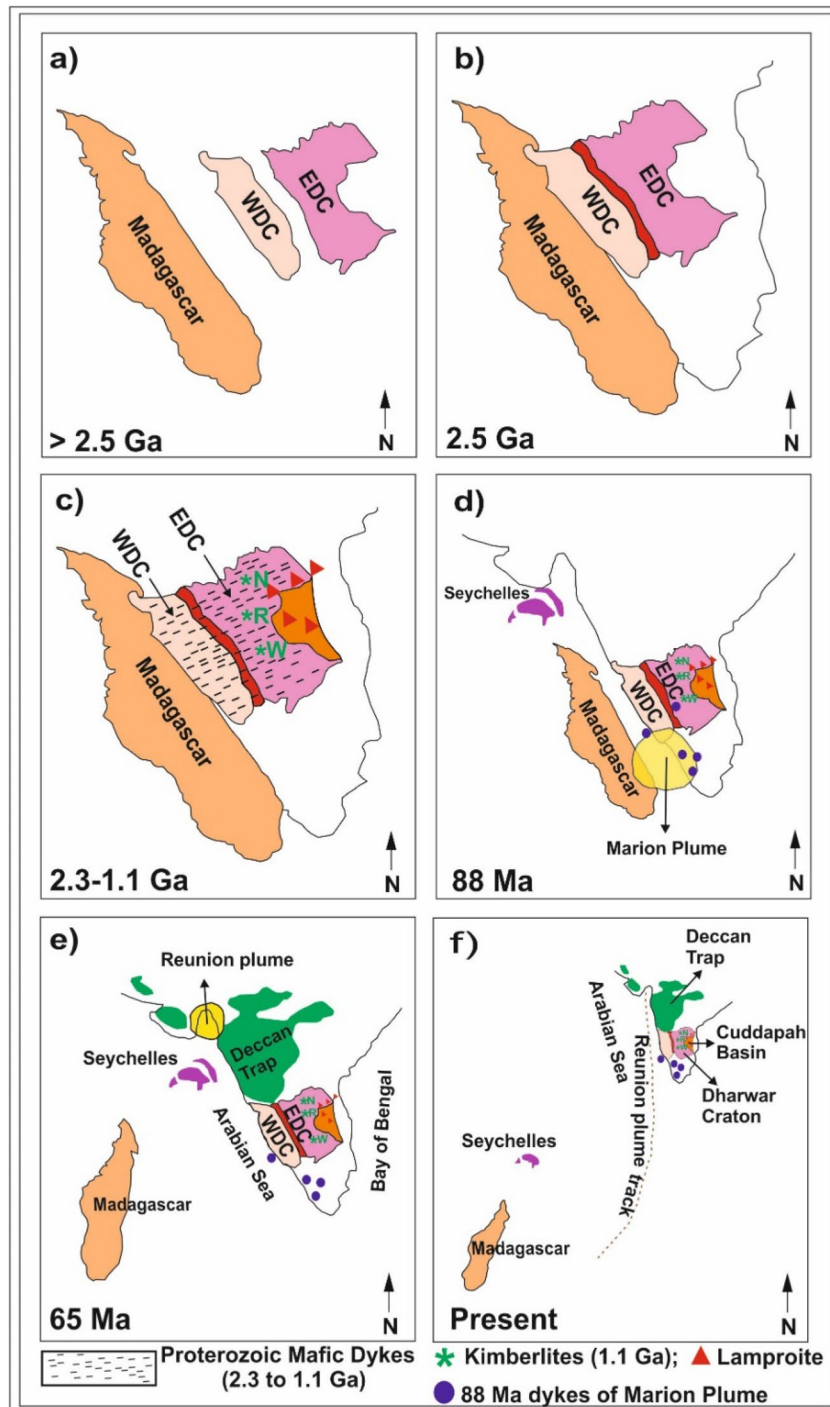 a)
Madagascar
WDC
EDC
> 2.5 Ga
N
b)
Madagascar
WDC
EDC
2.5 Ga
N
c)
WDC
EDC
*N
*R
*W
Madagascar
2.3-1.1 Ga
N
d)
Seychelles
Madagascar
WDC
EDC
*N
*R
*W
Marion Plume
88 Ma
N
e)
Reunion plume
Seychelles
Deccan
Trap
Arabian Sea
WDC
EDC
*N
*R
*W
Bay of Bengal
Madagascar
65 Ma
N
f)
Deccan
Trap
Arabian Sea
Reunion plume track
*N
*R
*W
Cuddapah
Basin
Dharwar
Craton
Seychelles
Madagascar
Present
N
Proterozoic Mafic Dykes
(2.3 to 1.1 Ga)
* Kimberlites (1.1 Ga); Lamproite
88 Ma dykes of Marion Plume